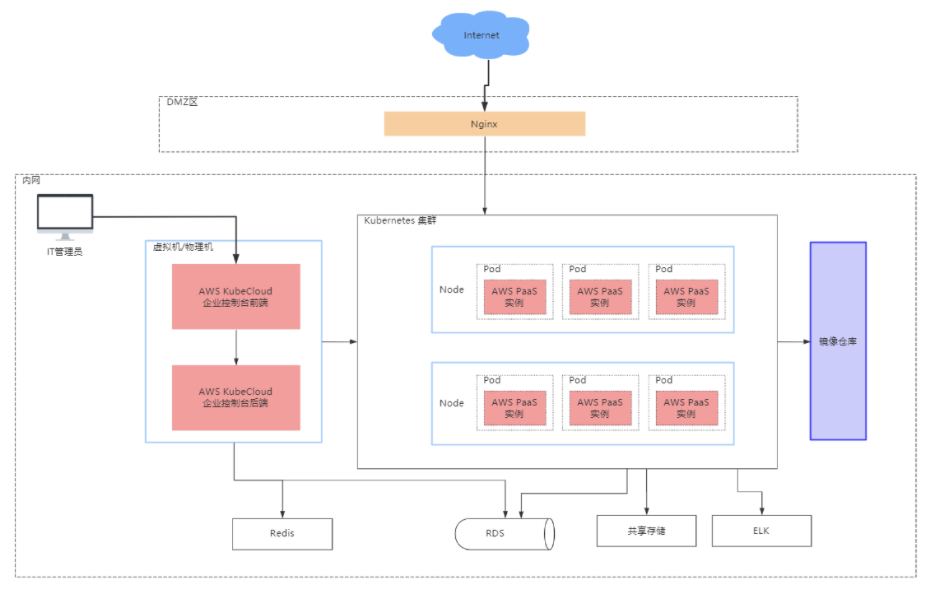 Internet
DMZ区
Nginx
内网
IT管理员
虚拟机/物理机
AWS KubeCloud
企业控制台前端
AWS KubeCloud
企业控制台后端
Kubernetes 集群
Node
Pod
AWS PaaS
实例
Pod
AWS PaaS
实例
Pod
AWS PaaS
实例
Node
Pod
AWS PaaS
实例
Pod
AWS PaaS
实例
Pod
AWS PaaS
实例
镜像仓库
Redis
RDS
共享存储
ELK